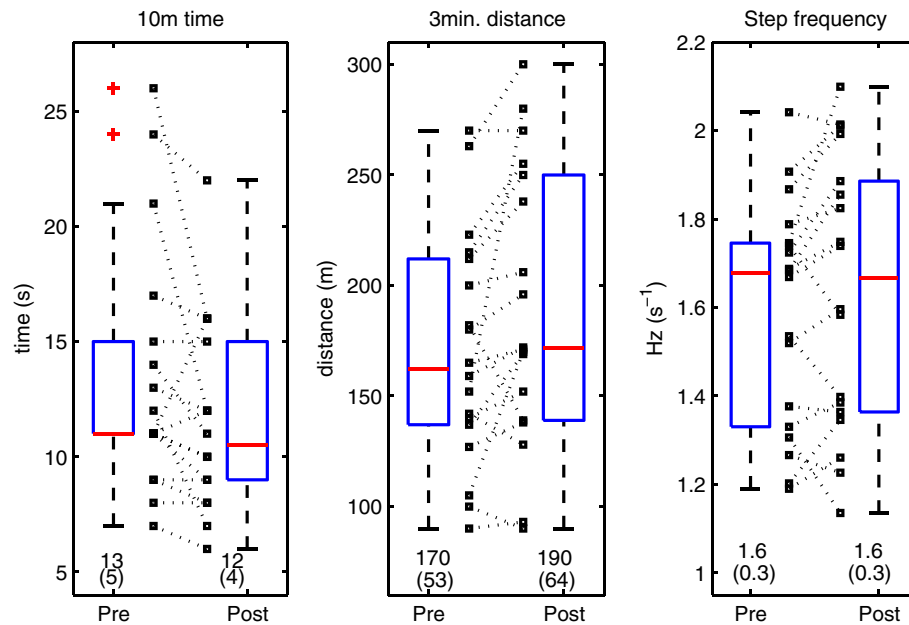 10m time
3min. distance
Step frequency
time (s)
25
20
15
10
5
13
(5)
12
(4)
Pre
Post
distance (m)
300
250
200
150
100
170
(53)
190
(64)
Pre
Post
Hz (s⁻¹)
2.2
2
1.8
1.6
1.4
1.2
1
1.6
(0.3)
1.6
(0.3)
Pre
Post